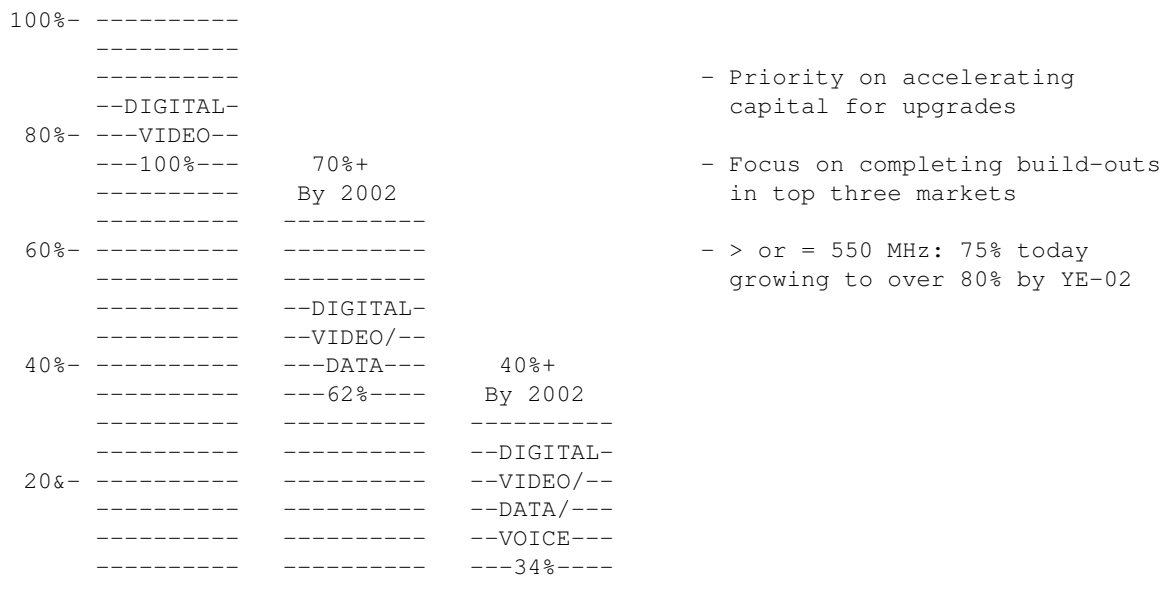 100%- ----------
      ----------
      ----------                                - Priority on accelerating
      --DIGITAL-                                  capital for upgrades
 80%- ---VIDEO--
      ---100%---     70%+                       - Focus on completing build-outs
      ----------    By 2002                       in top three markets
      ----------   ----------
 60%- ----------   ----------                   - > or = 550 MHz: 75% today
      ----------   ----------                     growing to over 80% by YE-02
      ----------   --DIGITAL-
      ----------   --VIDEO/--
 40%- ----------   ---DATA---     40%+
      ----------   ---62%----    By 2002
      ----------   ----------   ----------
      ----------   ----------   --DIGITAL-
 20&- ----------   ----------   --VIDEO/--
      ----------   ----------   --DATA/---
      ----------   ----------   --VOICE---
      ----------   ----------   ---34%----